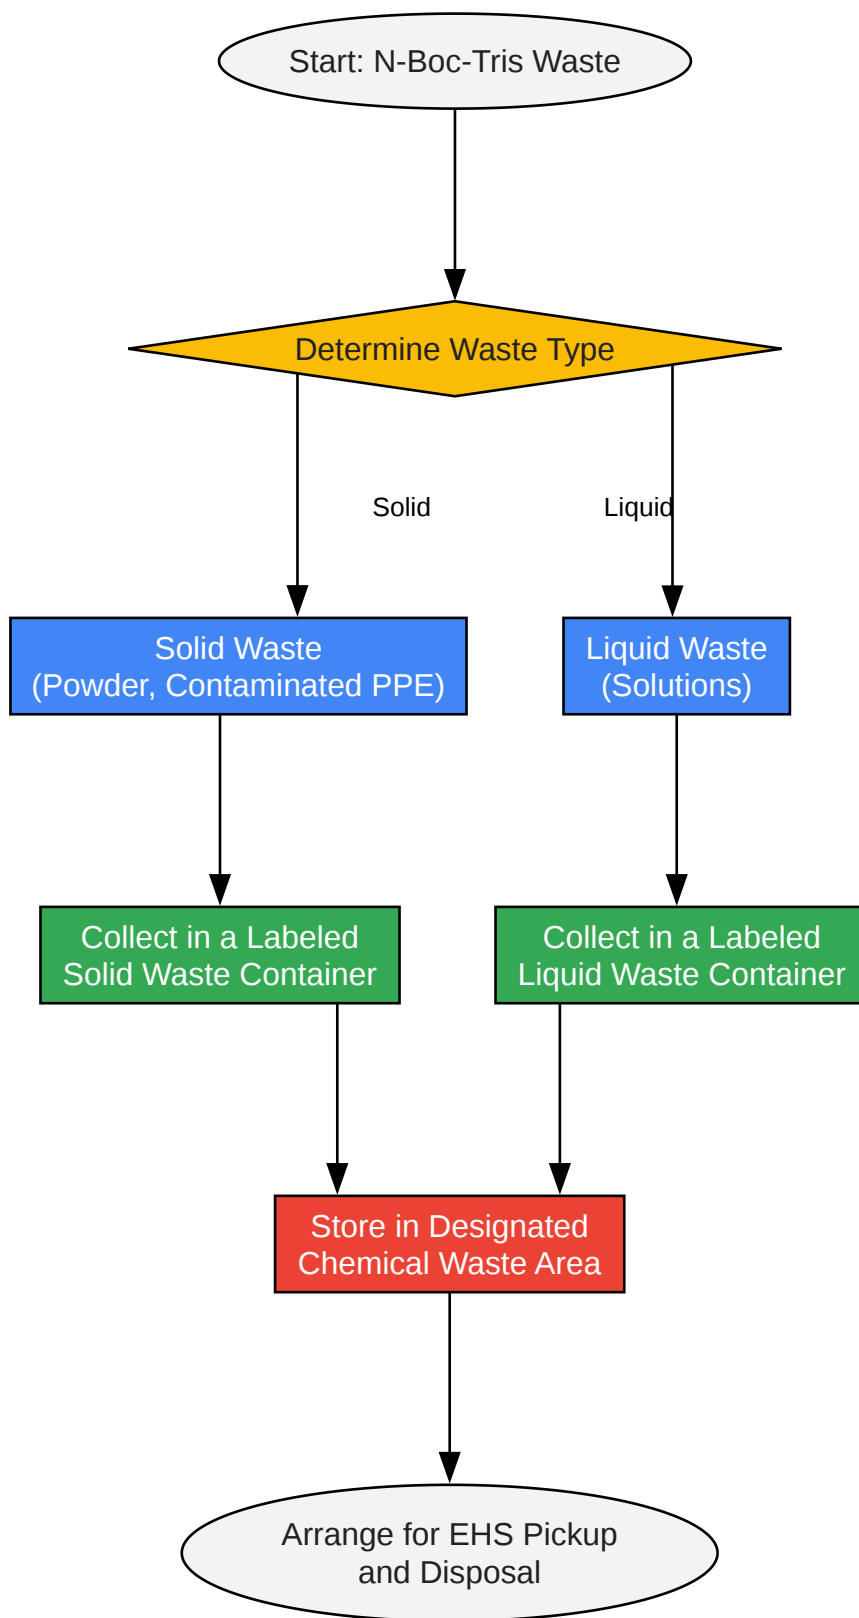 Start: N-Boc-Tris Waste
Determine Waste Type
Solid
Liquid
Solid Waste
(Powder, Contaminated PPE)
Liquid Waste
(Solutions)
Collect in a Labeled
Solid Waste Container
Collect in a Labeled
Liquid Waste Container
Store in Designated
Chemical Waste Area
Arrange for EHS Pickup
and Disposal